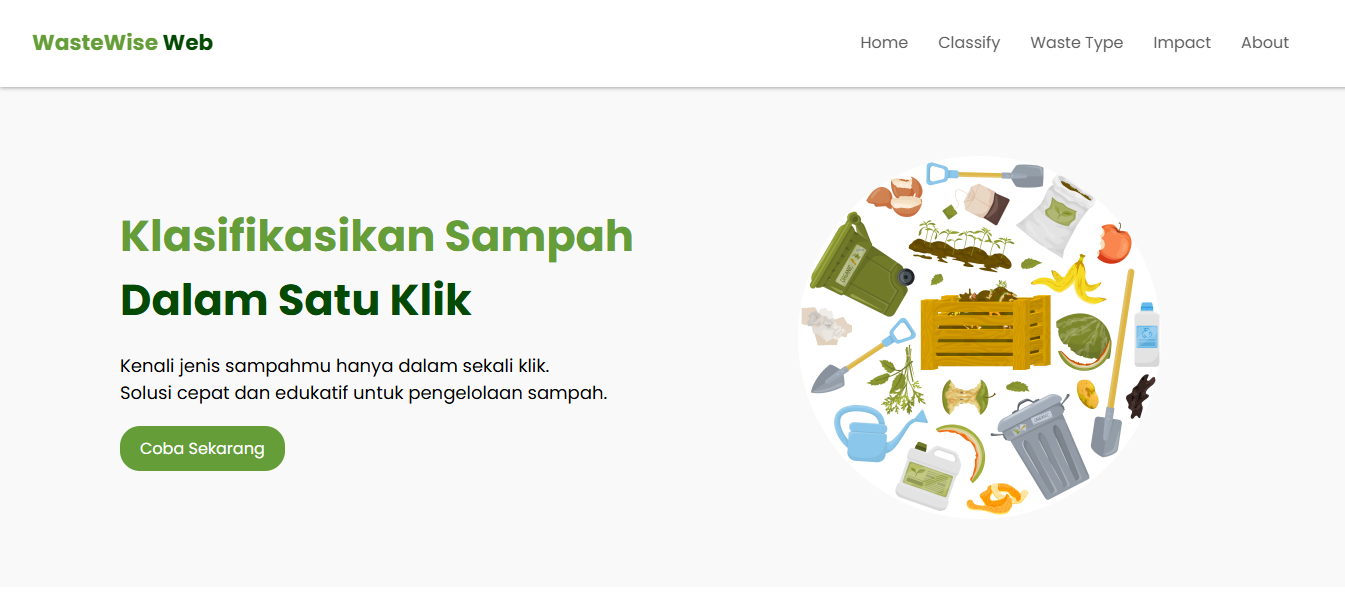 WasteWise Web
Home Classify Waste Type Impact About
Klasifikasikan Sampah
Dalam Satu Klik
Kenali jenis sampahmu hanya dalam sekali klik.
Solusi cepat dan edukatif untuk pengelolaan sampah.
Coba Sekarang